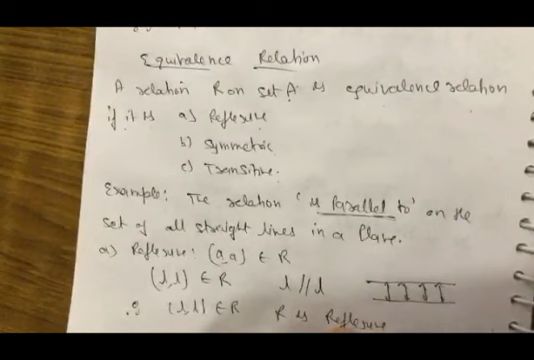 Equivalence Relation
A relation R on set A is equivalence relation
if it is a) Reflexive
b) Symmetric
c) Transitive.
Example: The relation 'is Parallel to' on the
set of all straight lines in a Plane.
a) Reflexive: (a,a) ∈ R
(l,l) ∈ R l // l
∴ (l,l) ∈ R R is Reflexive